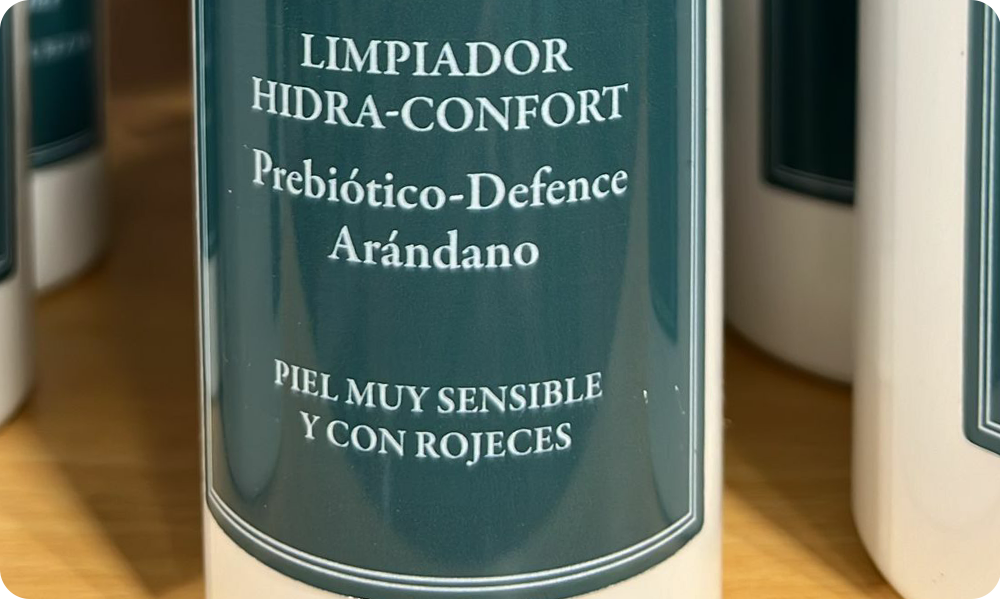 LIMPIADOR
HIDRA-CONFORT
Prebiótico-Defence
Arándano
PIEL MUY SENSIBLE
Y CON ROJECES